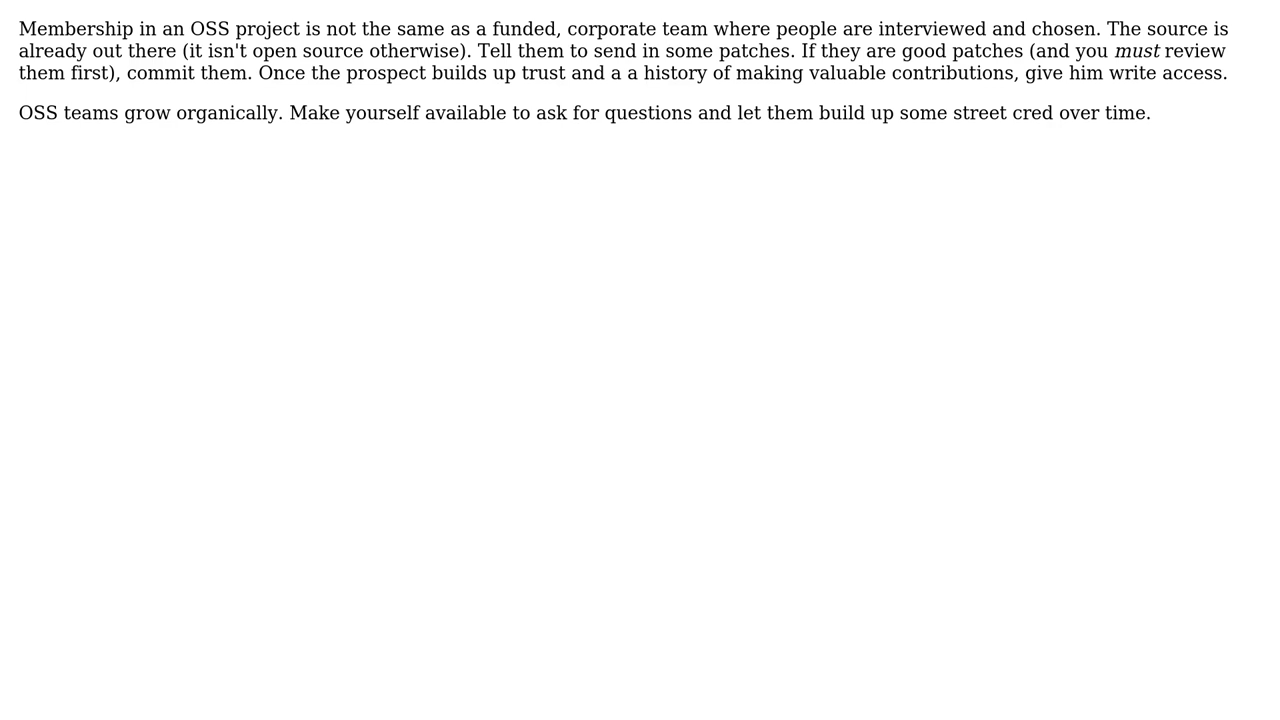 Membership in an OSS project is not the same as a funded, corporate team where people are interviewed and chosen. The source is
already out there (it isn't open source otherwise). Tell them to send in some patches. If they are good patches (and you must review
them first), commit them. Once the prospect builds up trust and a a history of making valuable contributions, give him write access.
OSS teams grow organically. Make yourself available to ask for questions and let them build up some street cred over time.